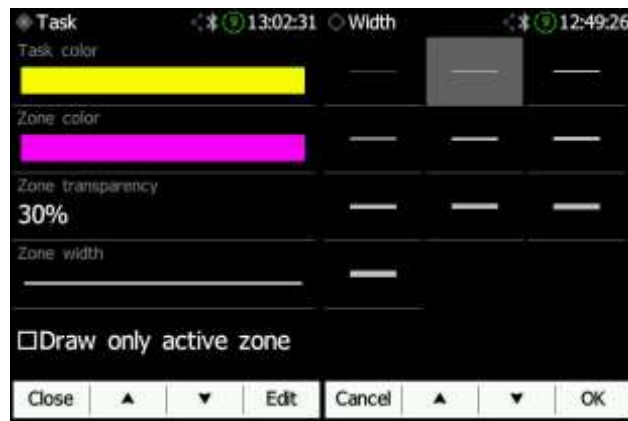 Task 13:02:31
Task color
Zone color
Zone transparency
30%
Zone width
Draw only active zone
Close Edit
Width 12:49:26
Cancel OK